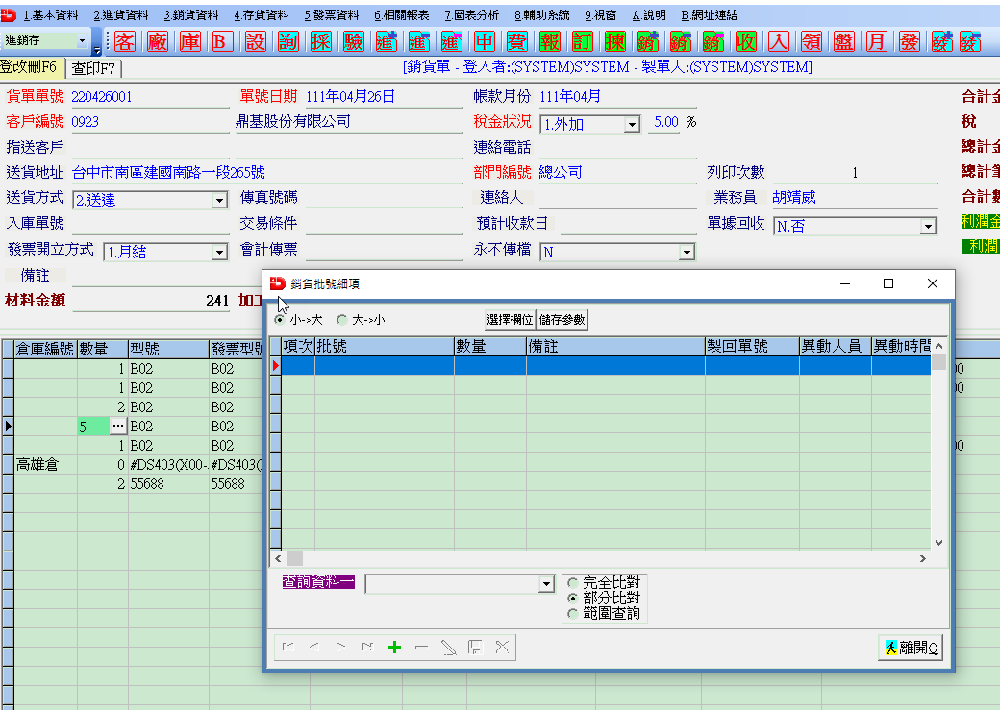 1.基本資料 2.進貨資料 3.銷貨資料 4.存貨資料 5.發票資料 6.相關報表 7.圖表分析 8.輔助系統 9.視窗 A.說明 B.網址連結
進銷存 客 廠 庫 B 設 詢 採 驗 進 進 進 申 費 報 訂 揀 銷 銷 銷 收 入 領 盤 月 發 發 發
登改刪F6 查印F7 [銷貨單 - 登入者:(SYSTEM)SYSTEM - 製單人:(SYSTEM)SYSTEM]
貨單單號 220426001 單號日期 111年04月26日 帳款月份 111年04月 合計金
客戶編號 0923 鼎基股份有限公司 稅金狀況 1.外加 5.00 % 稅
指送客戶 連絡電話 總計金
送貨地址 台中市南區建國南路一段265號 部門編號 總公司 列印次數 1 總計筆
送貨方式 2.送達 傳真號碼 連絡人 業務員 胡靖威 合計數
入庫單號 交易條件 預計收款日 單據回收 N.否 利潤金
發票開立方式 1.月結 會計傳票 永不傳檔 N 利潤
備註
材料金額 241 加工
銷貨批號細項
小->大 大->小 選擇欄位 儲存參數
倉庫編號 數量 型號 發票型號
項次 批號 數量 備註 製回單號 異動人員 異動時間
1 B02 B02 00
1 B02 B02 00
2 B02 B02
5 ... B02 B02
1 B02 B02 00
高雄倉 0 #DS403(X00-. #DS403(X
2 55688 55688
查詢資料一 完全比對
部分比對
範圍查詢
離開Q